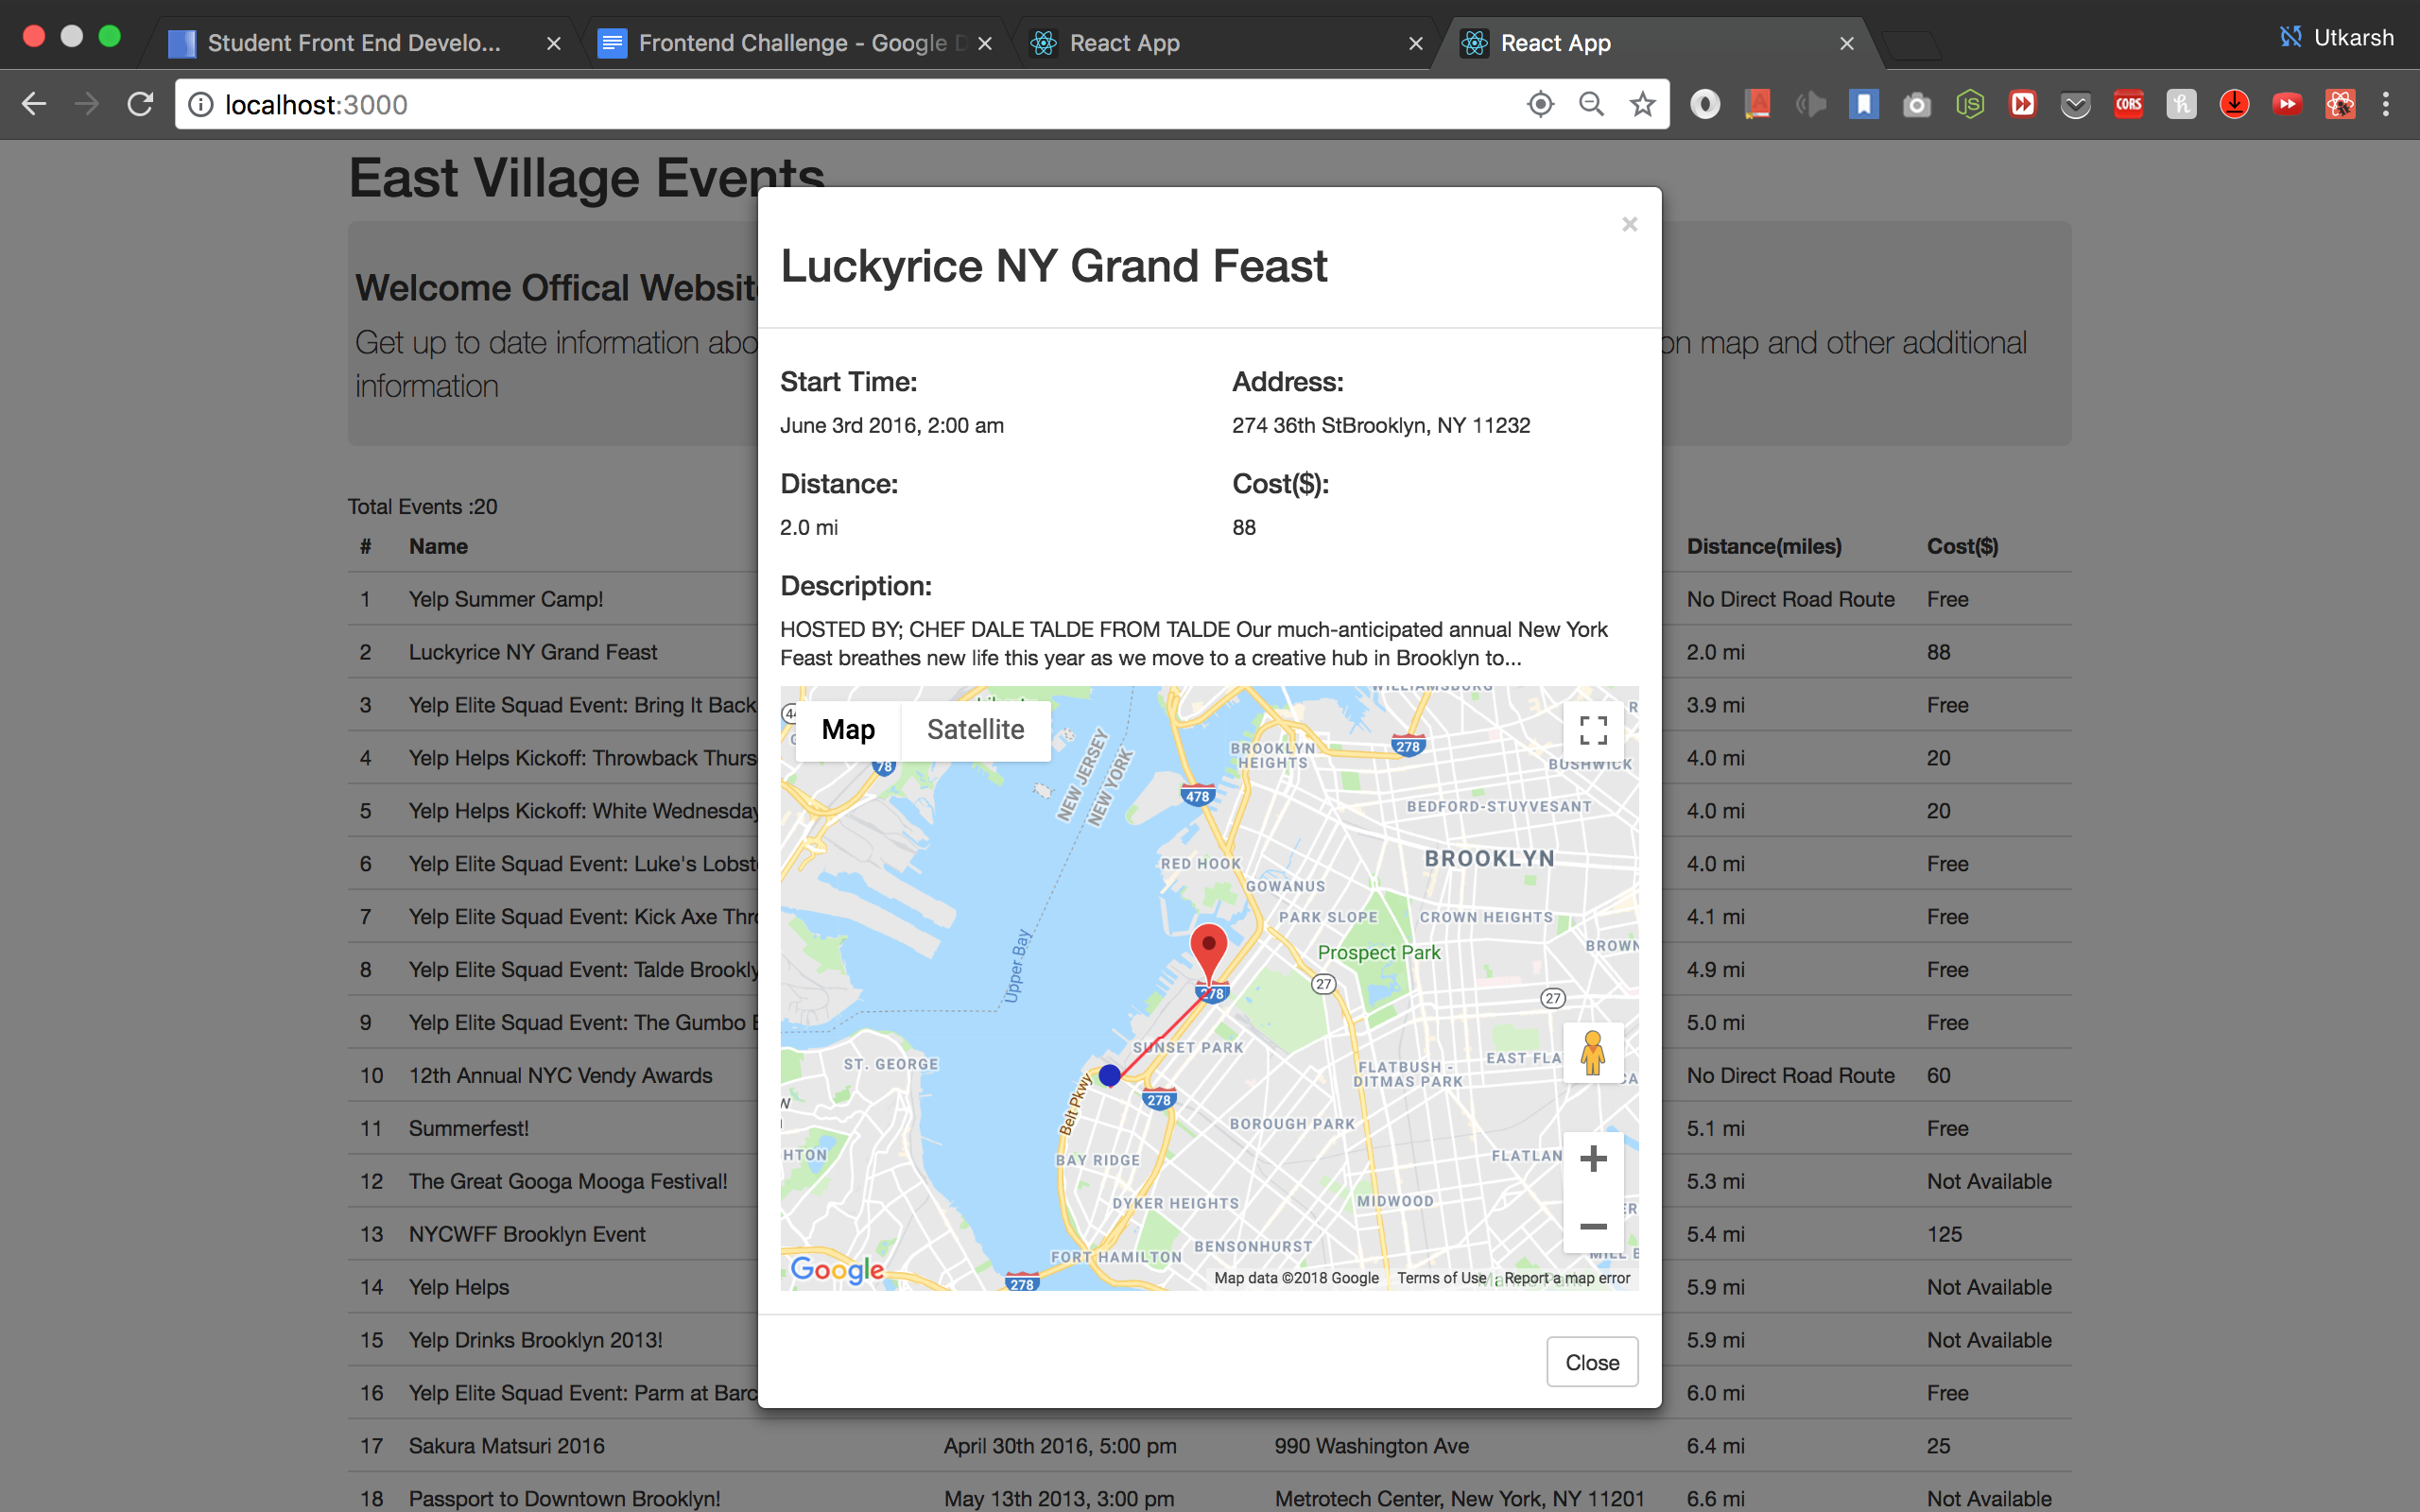 Student Front End Develo...
Frontend Challenge - Google D
React App
React App
Utkarsh
localhost:3000
East Village Events
Welcome Offical Website
Get up to date information abo
on map and other additional
information
Total Events :20
# Name Distance(miles) Cost($)
1 Yelp Summer Camp! No Direct Road Route Free
2 Luckyrice NY Grand Feast 2.0 mi 88
3 Yelp Elite Squad Event: Bring It Back 3.9 mi Free
4 Yelp Helps Kickoff: Throwback Thurs 4.0 mi 20
5 Yelp Helps Kickoff: White Wednesday 4.0 mi 20
6 Yelp Elite Squad Event: Luke's Lobst 4.0 mi Free
7 Yelp Elite Squad Event: Kick Axe Thr 4.1 mi Free
8 Yelp Elite Squad Event: Talde Brookly 4.9 mi Free
9 Yelp Elite Squad Event: The Gumbo 5.0 mi Free
10 12th Annual NYC Vendy Awards No Direct Road Route 60
11 Summerfest! 5.1 mi Free
12 The Great Googa Mooga Festival! 5.3 mi Not Available
13 NYCWFF Brooklyn Event 5.4 mi 125
14 Yelp Helps 5.9 mi Not Available
15 Yelp Drinks Brooklyn 2013! 5.9 mi Not Available
16 Yelp Elite Squad Event: Parm at Barc 6.0 mi Free
17 Sakura Matsuri 2016 April 30th 2016, 5:00 pm 990 Washington Ave 6.4 mi 25
18 Passport to Downtown Brooklyn! May 13th 2013, 3:00 pm Metrotech Center, New York, NY 11201 6.6 mi Not Available
×
Luckyrice NY Grand Feast
Start Time:
June 3rd 2016, 2:00 am
Address:
274 36th StBrooklyn, NY 11232
Distance:
2.0 mi
Cost($):
88
Description:
HOSTED BY; CHEF DALE TALDE FROM TALDE Our much-anticipated annual New York
Feast breathes new life this year as we move to a creative hub in Brooklyn to...
Map
Satellite
WILLIAMSBURG
78
NEW JERSEY
NEW YORK
BROOKLYN
HEIGHTS
278
BUSHWICK
478
BEDFORD-STUYVESANT
RED HOOK
BROOKLYN
GOWANUS
PARK SLOPE
CROWN HEIGHTS
Upper Bay
Prospect Park
BROWN
27
27
278
ST. GEORGE
SUNSET PARK
EAST FLA
FLATBUSH -
DITMAS PARK
Belt Pkwy
278
BOROUGH PARK
HTON
BAY RIDGE
FLATLAN
DYKER HEIGHTS
MIDWOOD
FORT HAMILTON
BENSONHURST
MILL B
278
Google
Map data ©2018 Google
Terms of Use
Report a map error
Close
CORS